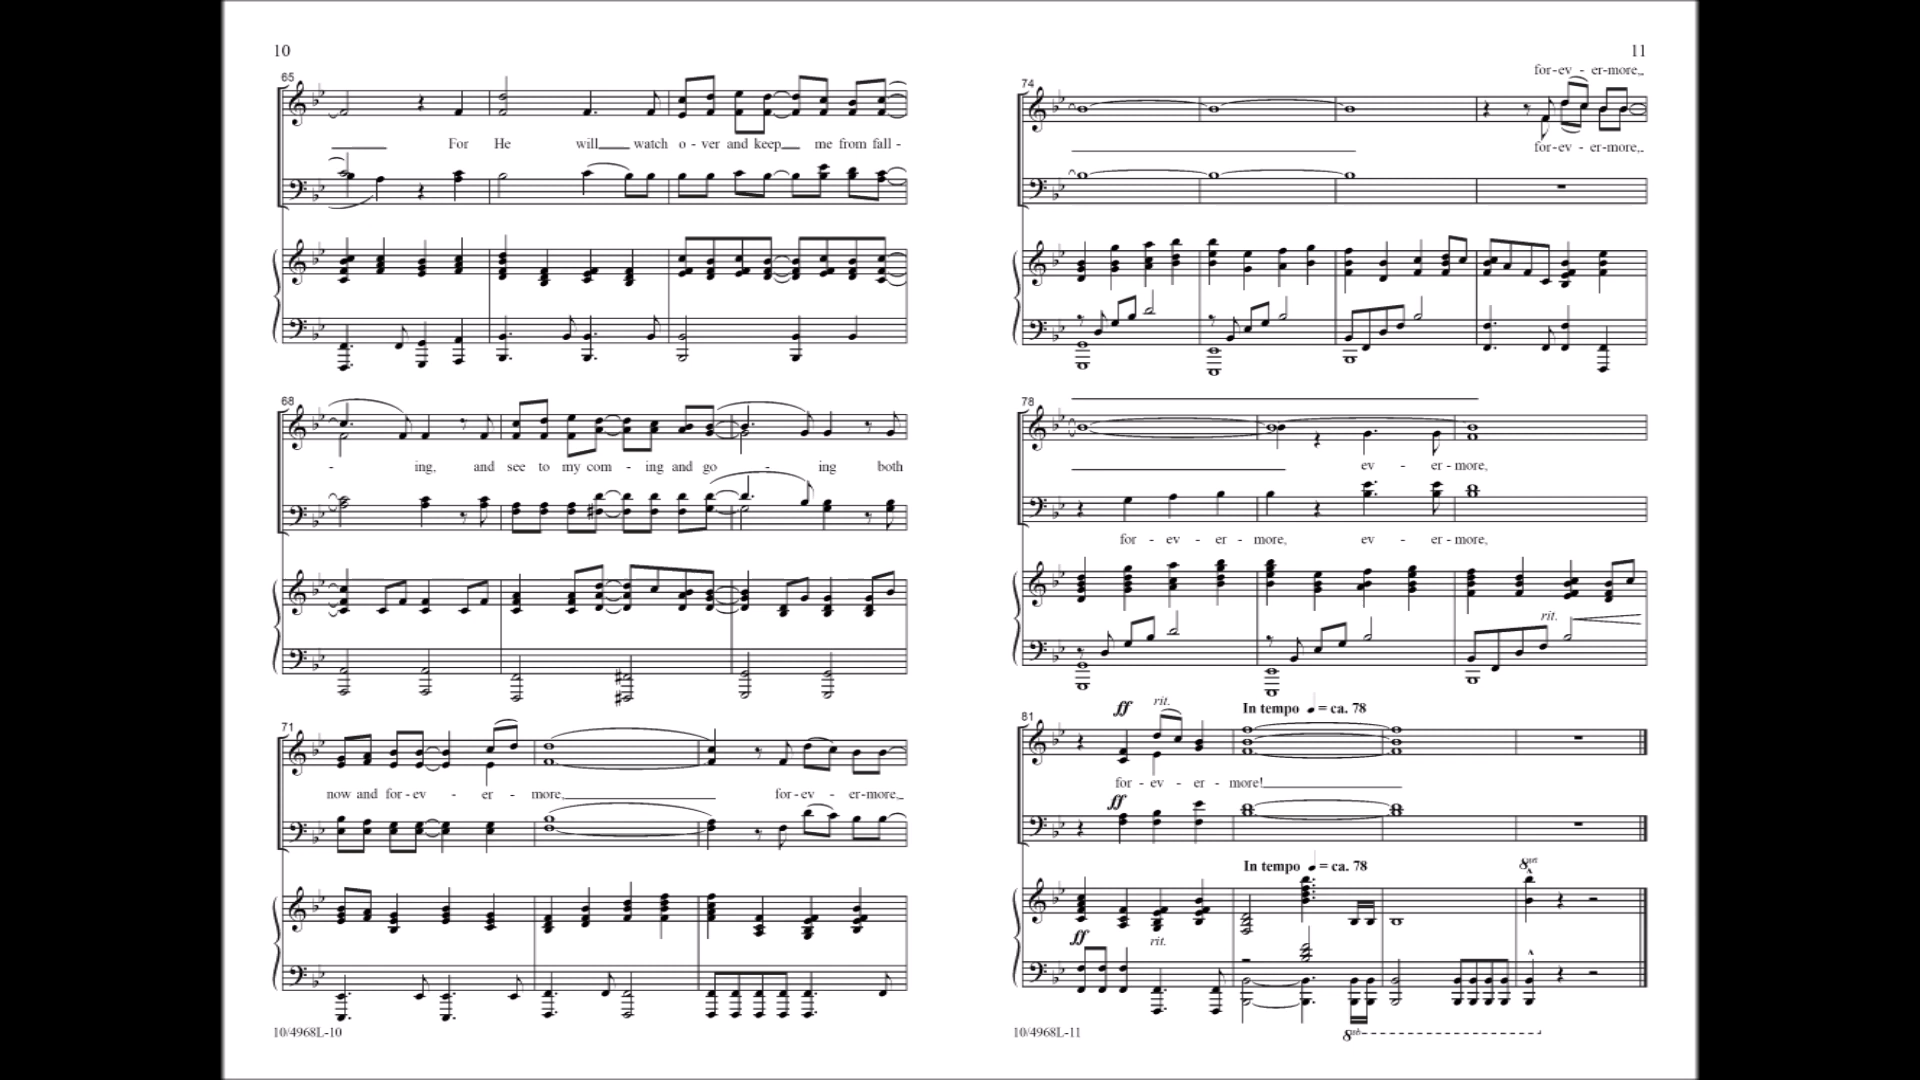 10
65
For He will watch o - ver and keep me from fall -
68
- ing, and see to my com - ing and go - ing both
71
now and for - ev - er - more, for - ev - er-more,
10/4968L-10
11
for-ev - er-more,
74
for-ev - er-more,
78
ev - er - more,
for - ev - er - more, ev - er - more,
rit.
81
ff rit. In tempo = ca. 78
for - ev - er - more!
ff
In tempo = ca. 78
8va
ff rit.
10/4968L-11
8vb